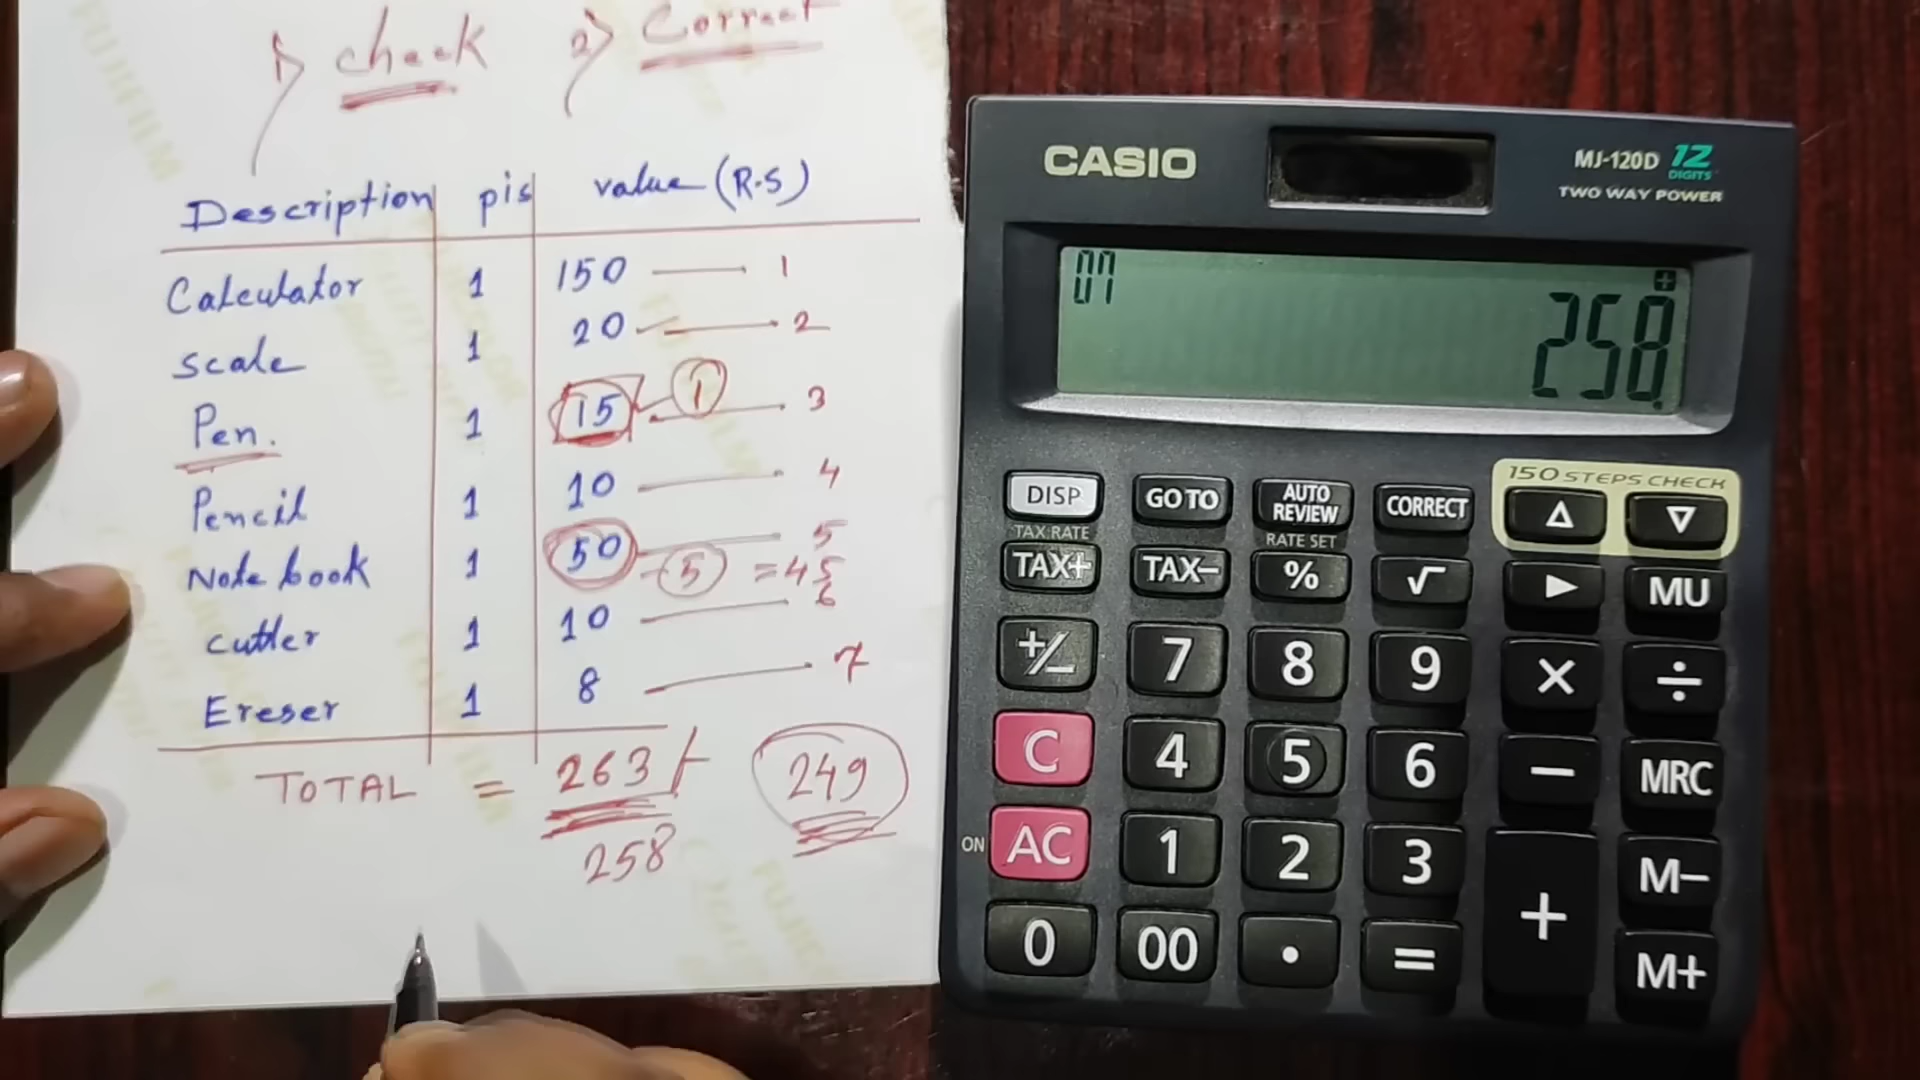 1) check 2) Correct
Description pis value (R.S)
Calculator 1 150 1
Scale 1 20 2
Pen. 1 15 1 3
Pencil 1 10 4
Note book 1 50 5
-5 =45
cutter 1 10 6
Ereser 1 8 7
TOTAL = 263/- 249
258
CASIO MJ-120D 12 DIGITS
TWO WAY POWER
07
+
258.
150 STEPS CHECK
DISP GO TO AUTO REVIEW CORRECT △ ▽
TAX RATE RATE SET
TAX+ TAX- % √ ▶ MU
+/- 7 8 9 × ÷
C 4 5 6 − MRC
ON AC 1 2 3 + M−
0 00 • = M+
FUJIFILM